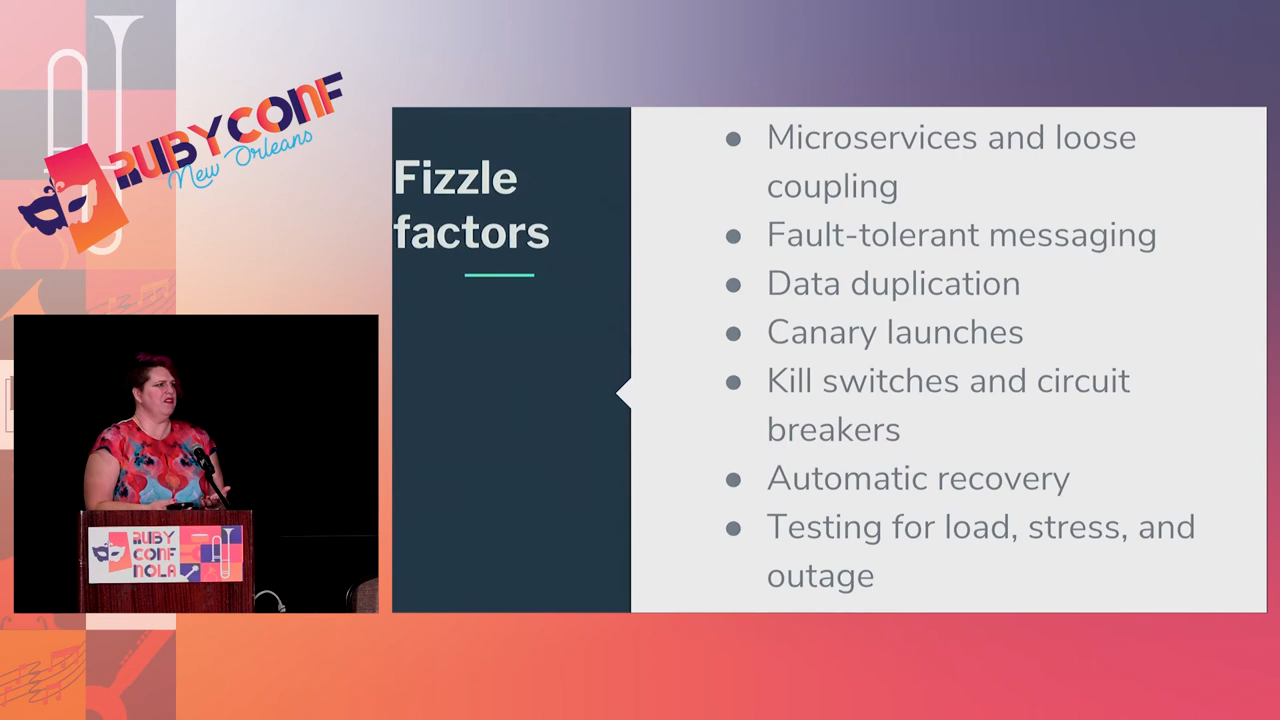 RUBYCONF
New Orleans
Fizzle
factors
● Microservices and loose
coupling
● Fault-tolerant messaging
● Data duplication
● Canary launches
● Kill switches and circuit
breakers
● Automatic recovery
● Testing for load, stress, and
outage
RUBY
CONF
NOLA